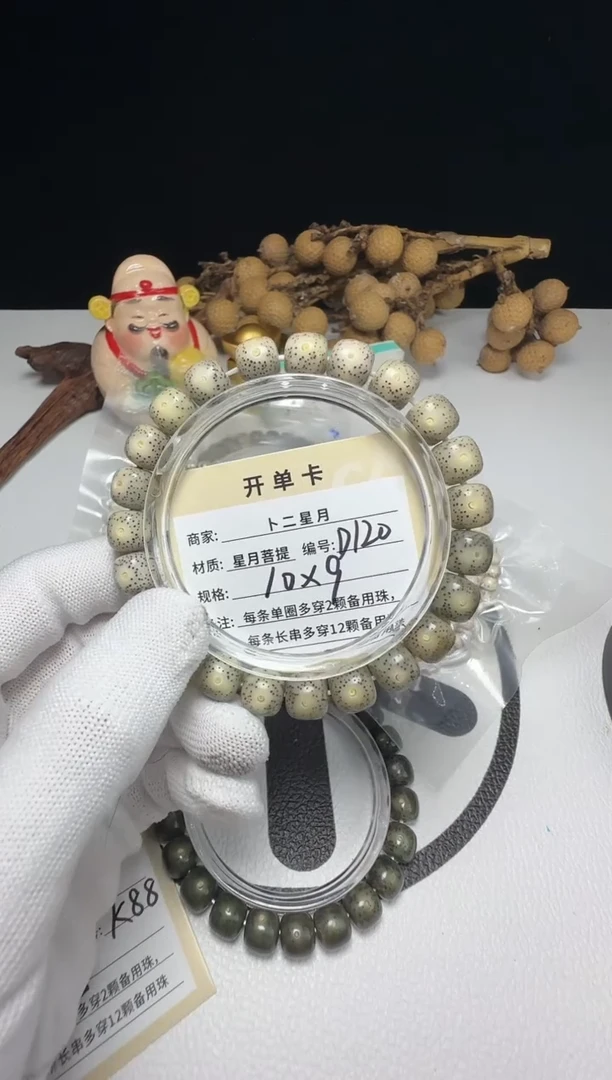 开单卡
商家: 卜二星月
材质: 星月菩提 编号: D120
规格: 10×9
注: 每条单圈多穿2颗备用珠,
每条长串多穿12颗备用珠
: K88
多穿2颗备用珠,
长串多穿12颗备用珠